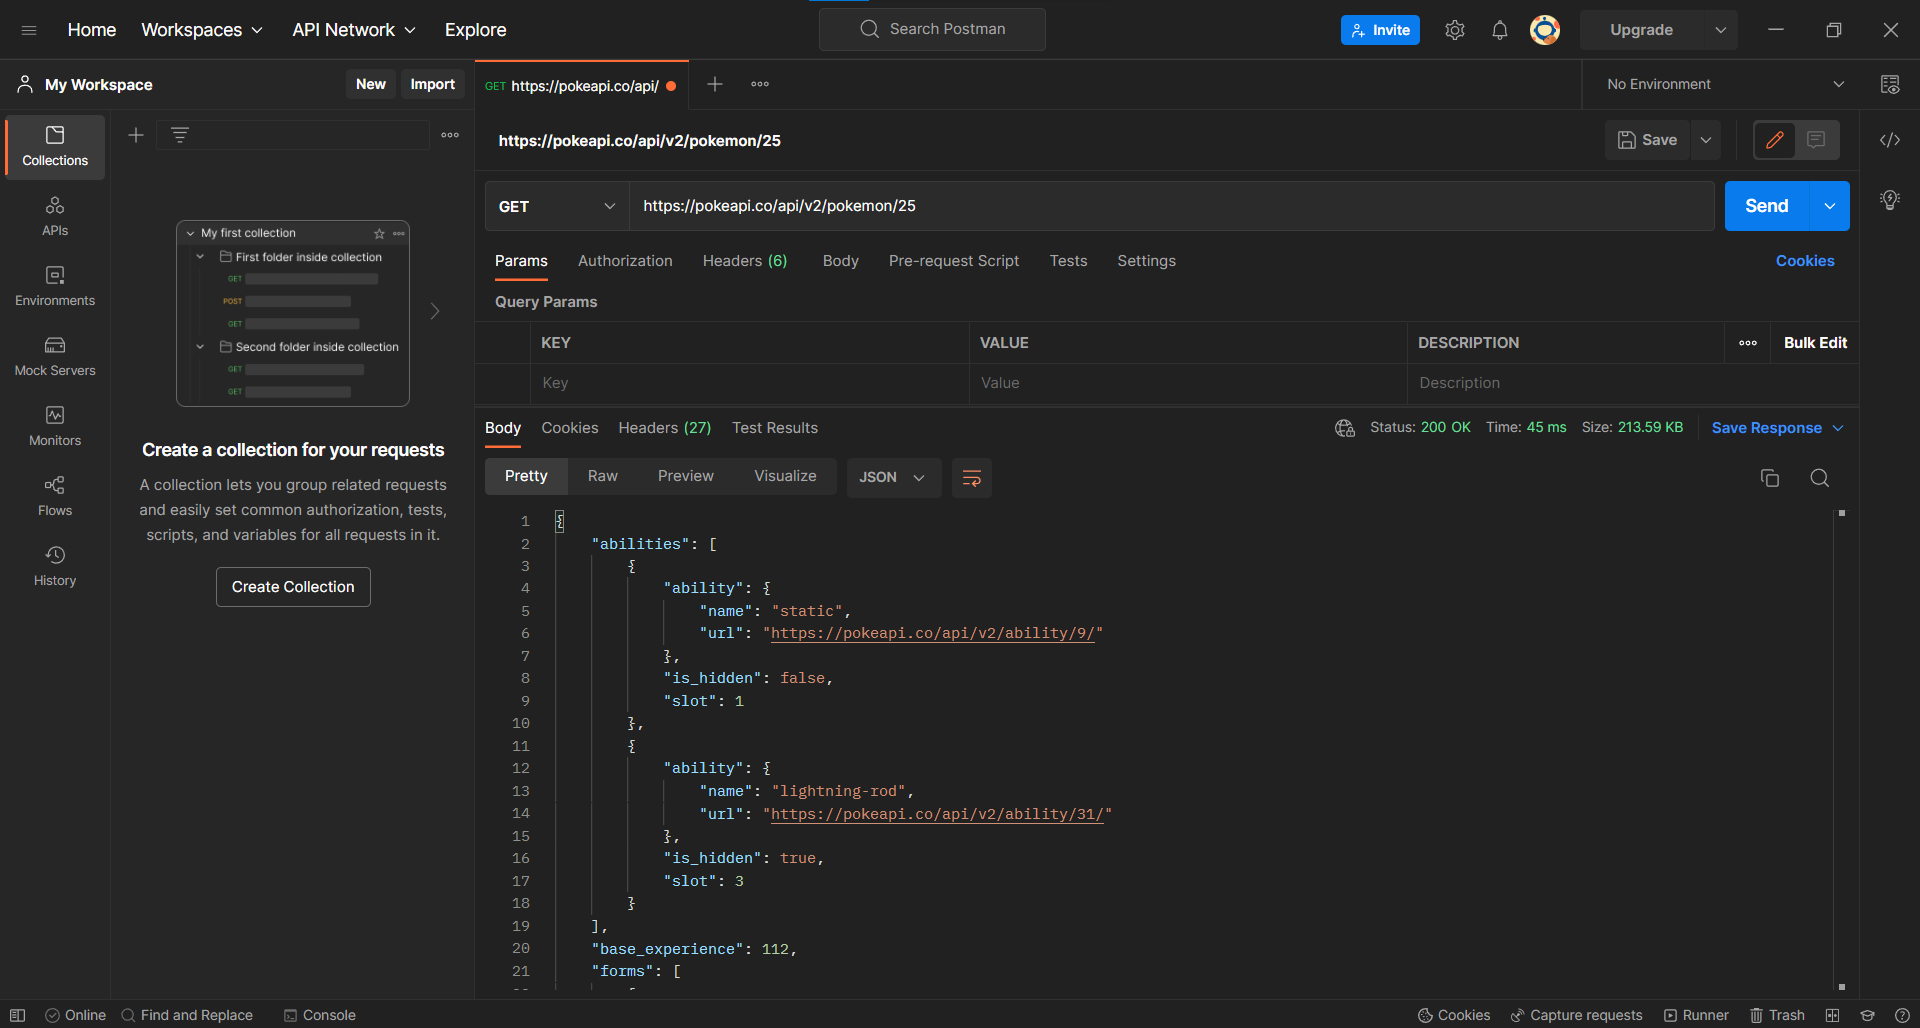 Home Workspaces API Network Explore Search Postman Invite Upgrade
My Workspace New Import GET https://pokeapi.co/api/ No Environment
https://pokeapi.co/api/v2/pokemon/25 Save
Collections
APIs
Environments
Mock Servers
Monitors
Flows
History
My first collection
First folder inside collection
GET
POST
GET
Second folder inside collection
GET
GET
Create a collection for your requests
A collection lets you group related requests
and easily set common authorization, tests,
scripts, and variables for all requests in it.
Create Collection
GET https://pokeapi.co/api/v2/pokemon/25 Send
Params Authorization Headers (6) Body Pre-request Script Tests Settings Cookies
Query Params
KEY VALUE DESCRIPTION Bulk Edit
Key Value Description
Body Cookies Headers (27) Test Results Status: 200 OK Time: 45 ms Size: 213.59 KB Save Response
Pretty Raw Preview Visualize JSON
1 {
2 "abilities": [
3 {
4 "ability": {
5 "name": "static",
6 "url": "https://pokeapi.co/api/v2/ability/9/"
7 },
8 "is_hidden": false,
9 "slot": 1
10 },
11 {
12 "ability": {
13 "name": "lightning-rod",
14 "url": "https://pokeapi.co/api/v2/ability/31/"
15 },
16 "is_hidden": true,
17 "slot": 3
18 }
19 ],
20 "base_experience": 112,
21 "forms": [
Online Find and Replace Console Cookies Capture requests Runner Trash